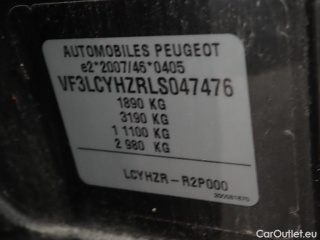 AUTOMOBILES PEUGEOT
e2*2007/46*0405
VF3LCYHZRLS047476
1890 KG
3190 KG
1 1100 KG
2 980 KG
LCYHZR-R2P000
CarOutlet.eu